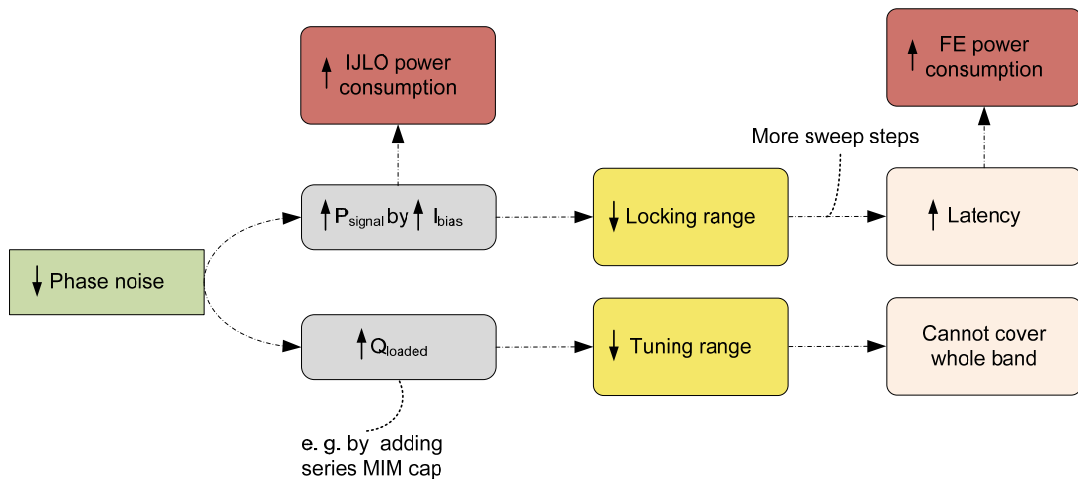 IJLO power
consumption
FE power
consumption
More sweep steps
Psignal by Ibias
Locking range
Latency
Phase noise
Qloaded
Tuning range
Cannot cover
whole band
e. g. by adding
series MIM cap